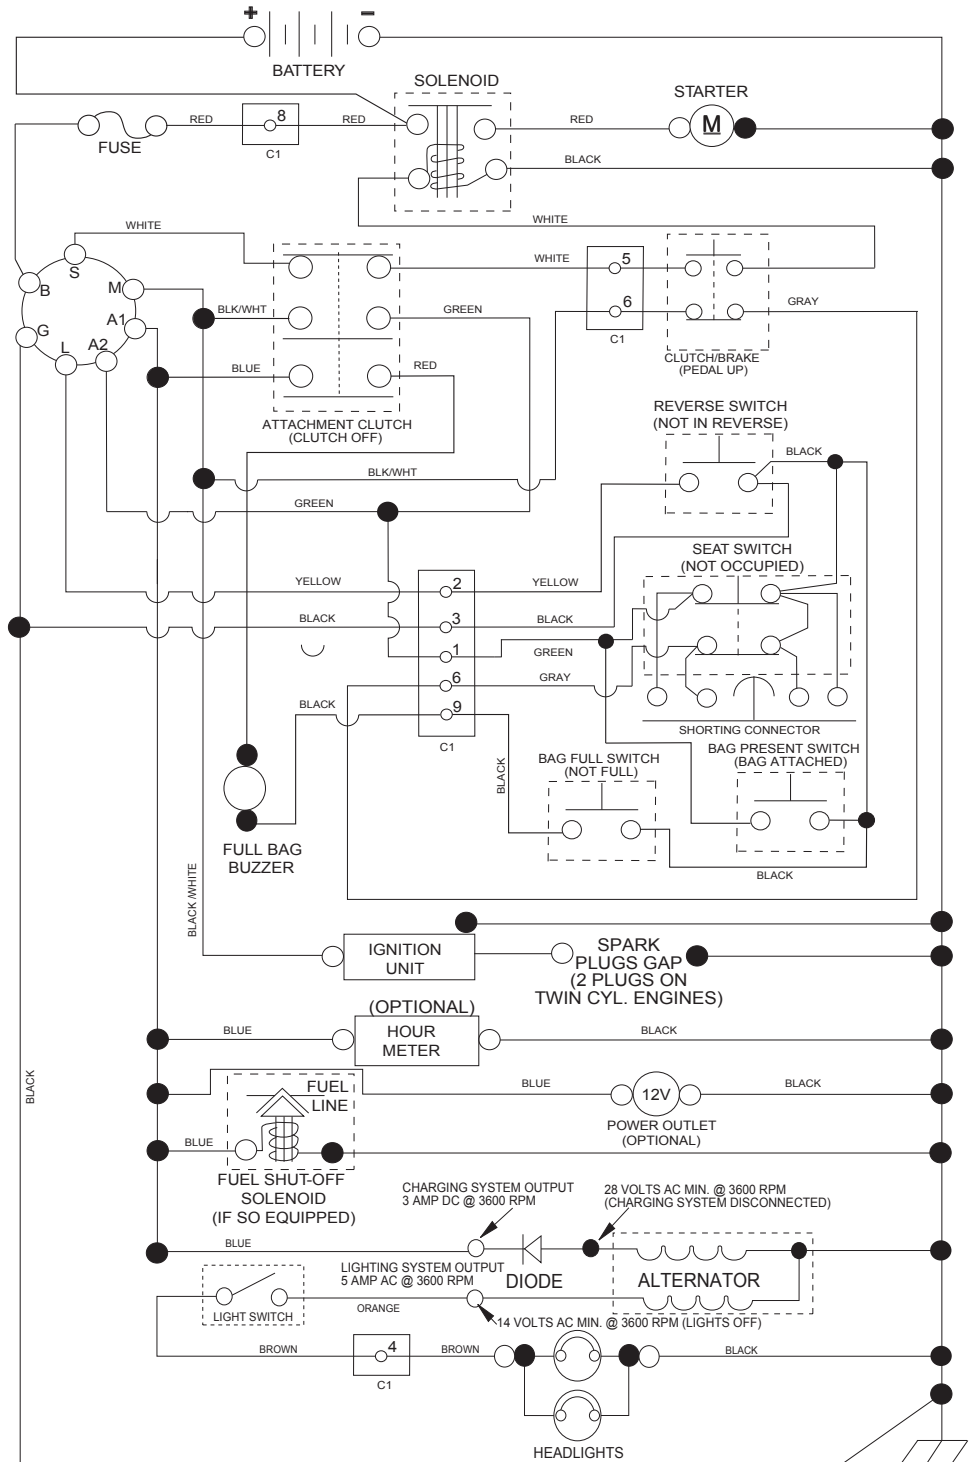 + −
BATTERY
SOLENOID
STARTER
FUSE
RED
8
C1
RED
RED
M
BLACK
WHITE
WHITE
S
B
M
A1
G
L
A2
BLK/WHT
GREEN
WHITE
5
6
C1
GRAY
CLUTCH/BRAKE
(PEDAL UP)
BLUE
RED
ATTACHMENT CLUTCH
(CLUTCH OFF)
REVERSE SWITCH
(NOT IN REVERSE)
BLACK
BLK/WHT
GREEN
SEAT SWITCH
(NOT OCCUPIED)
YELLOW
2
YELLOW
BLACK
3
BLACK
1
GREEN
6
GRAY
BLACK
9
C1
SHORTING CONNECTOR
BAG PRESENT SWITCH
(BAG ATTACHED)
BAG FULL SWITCH
(NOT FULL)
BLACK
FULL BAG
BUZZER
BLACK
BLACK /WHITE
IGNITION
UNIT
SPARK
PLUGS GAP
(2 PLUGS ON
TWIN CYL. ENGINES)
(OPTIONAL)
BLUE
HOUR
METER
BLACK
BLACK
FUEL
LINE
BLUE
12V
BLACK
POWER OUTLET
(OPTIONAL)
BLUE
FUEL SHUT-OFF
SOLENOID
(IF SO EQUIPPED)
CHARGING SYSTEM OUTPUT
3 AMP DC @ 3600 RPM
28 VOLTS AC MIN. @ 3600 RPM
(CHARGING SYSTEM DISCONNECTED)
BLUE
LIGHTING SYSTEM OUTPUT
5 AMP AC @ 3600 RPM
DIODE
ALTERNATOR
LIGHT SWITCH
ORANGE
14 VOLTS AC MIN. @ 3600 RPM (LIGHTS OFF)
BROWN
4
C1
BROWN
BLACK
HEADLIGHTS